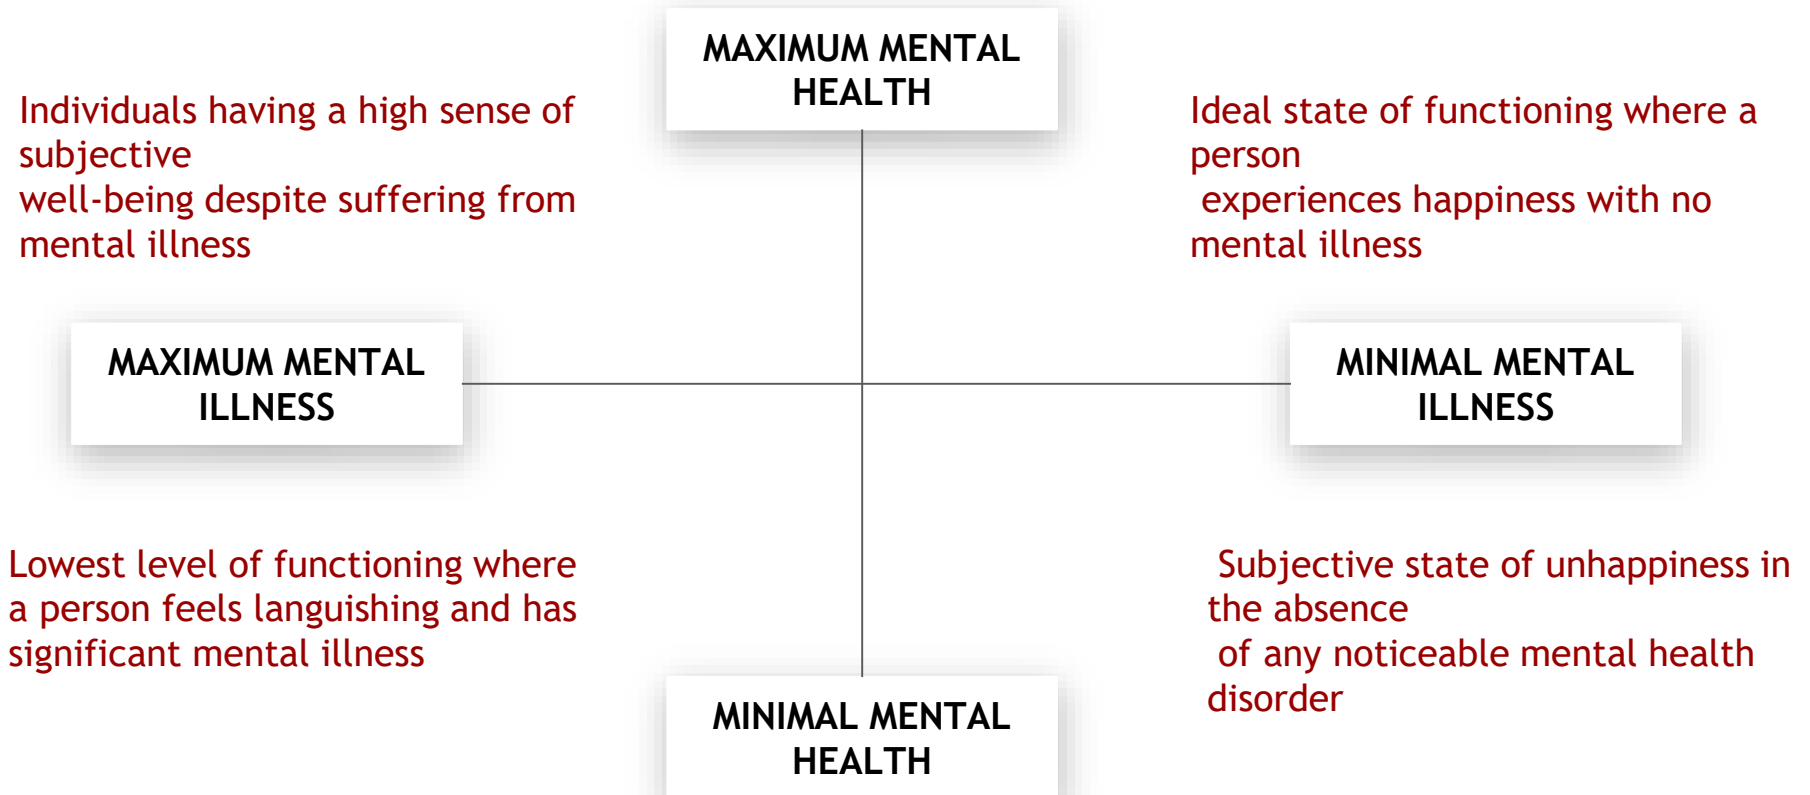 MAXIMUM MENTAL
HEALTH
Individuals having a high sense of
subjective
well-being despite suffering from
mental illness
Ideal state of functioning where a
person
experiences happiness with no
mental illness
MAXIMUM MENTAL
ILLNESS
MINIMAL MENTAL
ILLNESS
Lowest level of functioning where
a person feels languishing and has
significant mental illness
Subjective state of unhappiness in
the absence
of any noticeable mental health
disorder
MINIMAL MENTAL
HEALTH